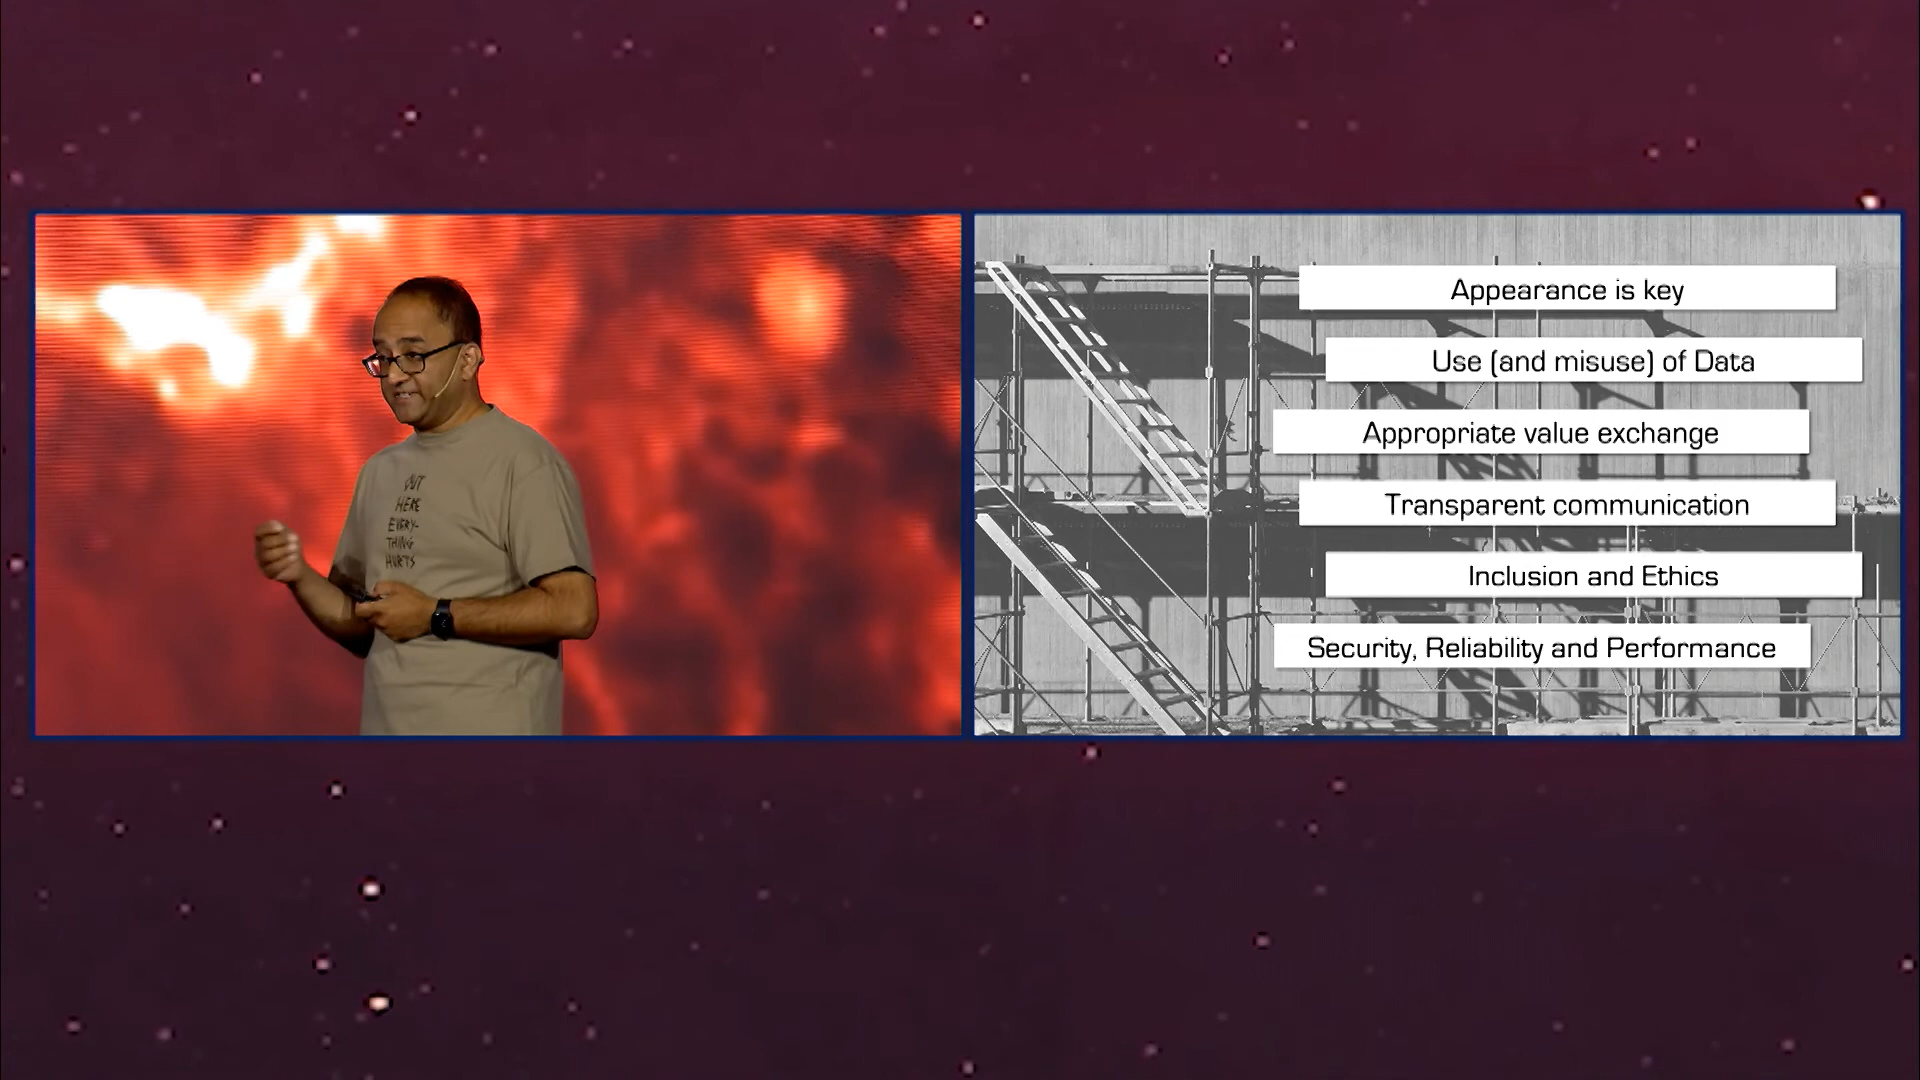 OUT
HERE
EVERY-
THING
HURTS
Appearance is key
Use (and misuse) of Data
Appropriate value exchange
Transparent communication
Inclusion and Ethics
Security, Reliability and Performance